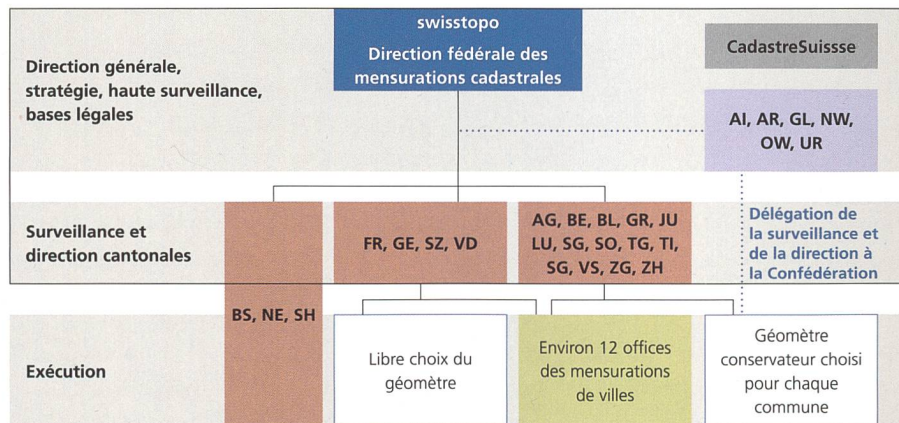 swisstopo
Direction fédérale des
mensurations cadastrales
CadastreSuissse
Direction générale,
stratégie, haute surveillance,
bases légales
AI, AR, GL, NW,
OW, UR
Surveillance et
direction cantonales
FR, GE, SZ, VD
AG, BE, BL, GR, JU
LU, SG, SO, TG, TI,
SG, VS, ZG, ZH
Délégation de
la surveillance et
de la direction à
la Confédération
BS, NE, SH
Exécution
Libre choix du
géomètre
Environ 12 offices
des mensurations
de villes
Géomètre
conservateur choisi
pour chaque
commune